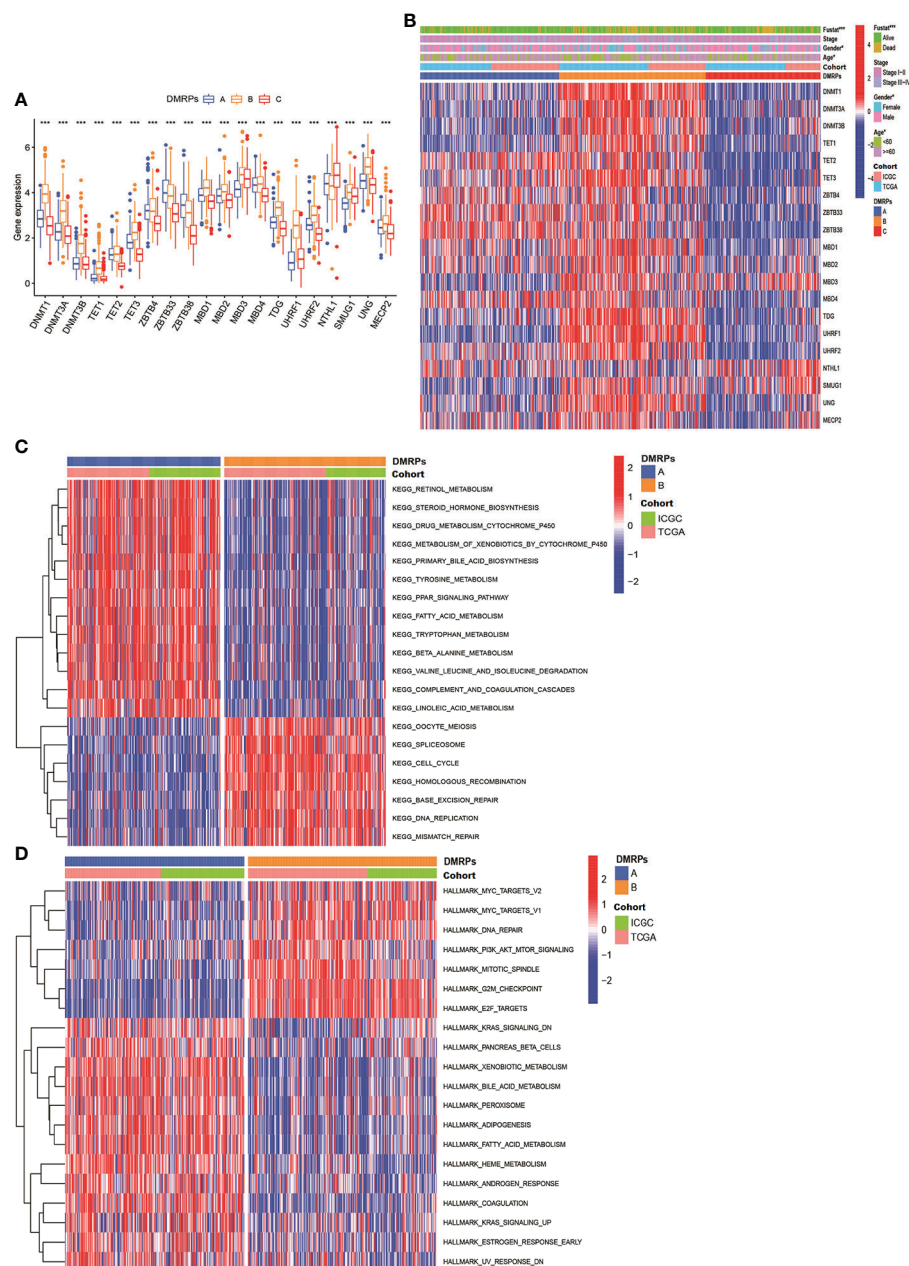 A
DMRPs A B C
*** *** *** *** *** *** *** *** *** *** *** *** *** *** *** *** *** *** *** ***
Gene expression
6
4
2
0
DNMT1
DNMT3A
DNMT3B
TET1
TET2
TET3
ZBTB4
ZBTB33
ZBTB38
MBD1
MBD2
MBD3
MBD4
TDG
UHRF1
UHRF2
NTHL1
SMUG1
UNG
MECP2
B
Fustat***
Stage
Gender*
Age*
Cohort
DMRPs
DNMT1
DNMT3A
DNMT3B
TET1
TET2
TET3
ZBTB4
ZBTB33
ZBTB38
MBD1
MBD2
MBD3
MBD4
TDG
UHRF1
UHRF2
NTHL1
SMUG1
UNG
MECP2
4
2
0
−2
−4
Fustat***
Alive
Dead
Stage
Stage I−II
Stage III−IV
Gender*
Female
Male
Age*
<60
>=60
Cohort
ICGC
TCGA
DMRPs
A
B
C
C
DMRPs
Cohort
KEGG_RETINOL_METABOLISM
KEGG_STEROID_HORMONE_BIOSYNTHESIS
KEGG_DRUG_METABOLISM_CYTOCHROME_P450
KEGG_METABOLISM_OF_XENOBIOTICS_BY_CYTOCHROME_P450
KEGG_PRIMARY_BILE_ACID_BIOSYNTHESIS
KEGG_TYROSINE_METABOLISM
KEGG_PPAR_SIGNALING_PATHWAY
KEGG_FATTY_ACID_METABOLISM
KEGG_TRYPTOPHAN_METABOLISM
KEGG_BETA_ALANINE_METABOLISM
KEGG_VALINE_LEUCINE_AND_ISOLEUCINE_DEGRADATION
KEGG_COMPLEMENT_AND_COAGULATION_CASCADES
KEGG_LINOLEIC_ACID_METABOLISM
KEGG_OOCYTE_MEIOSIS
KEGG_SPLICEOSOME
KEGG_CELL_CYCLE
KEGG_HOMOLOGOUS_RECOMBINATION
KEGG_BASE_EXCISION_REPAIR
KEGG_DNA_REPLICATION
KEGG_MISMATCH_REPAIR
2
1
0
−1
−2
DMRPs
A
B
Cohort
ICGC
TCGA
D
DMRPs
Cohort
HALLMARK_MYC_TARGETS_V2
HALLMARK_MYC_TARGETS_V1
HALLMARK_DNA_REPAIR
HALLMARK_PI3K_AKT_MTOR_SIGNALING
HALLMARK_MITOTIC_SPINDLE
HALLMARK_G2M_CHECKPOINT
HALLMARK_E2F_TARGETS
HALLMARK_KRAS_SIGNALING_DN
HALLMARK_PANCREAS_BETA_CELLS
HALLMARK_XENOBIOTIC_METABOLISM
HALLMARK_BILE_ACID_METABOLISM
HALLMARK_PEROXISOME
HALLMARK_ADIPOGENESIS
HALLMARK_FATTY_ACID_METABOLISM
HALLMARK_HEME_METABOLISM
HALLMARK_ANDROGEN_RESPONSE
HALLMARK_COAGULATION
HALLMARK_KRAS_SIGNALING_UP
HALLMARK_ESTROGEN_RESPONSE_EARLY
HALLMARK_UV_RESPONSE_DN
2
1
0
−1
−2
DMRPs
A
B
Cohort
ICGC
TCGA